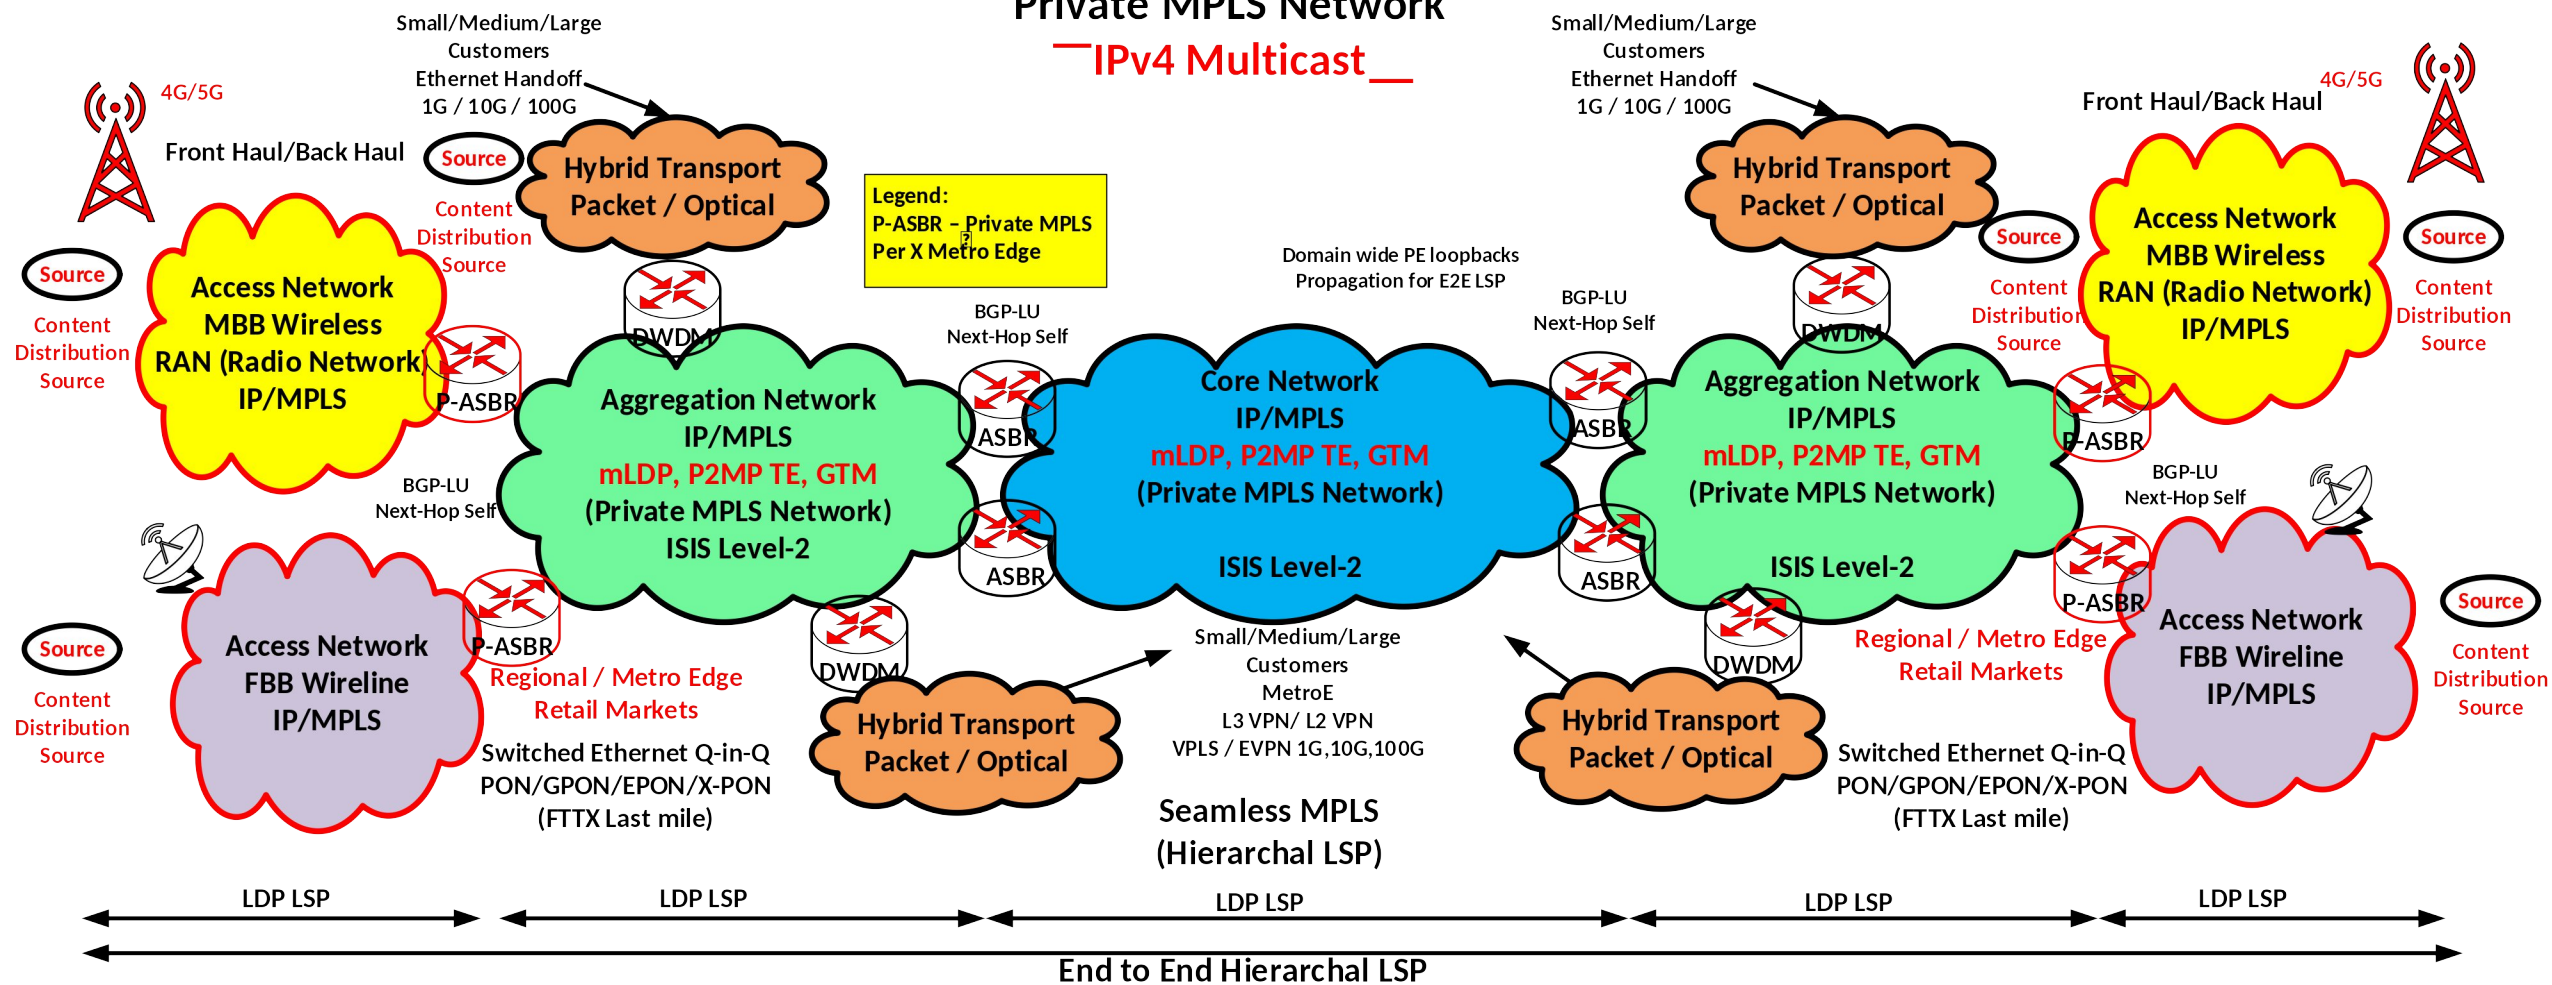 Private MPLS Network
IPv4 Multicast
Small/Medium/Large
Customers
Ethernet Handoff
1G / 10G / 100G
Small/Medium/Large
Customers
Ethernet Handoff
1G / 10G / 100G
4G/5G
Front Haul/Back Haul
Source
Content
Distribution
Source
Hybrid Transport
Packet / Optical
DWDM
Legend:
P-ASBR – Private MPLS
Per X Metro Edge
Hybrid Transport
Packet / Optical
DWDM
Source
Content
Distribution
Source
4G/5G
Front Haul/Back Haul
Source
Content
Distribution
Source
Access Network
MBB Wireless
RAN (Radio Network)
IP/MPLS
P-ASBR
Source
Content
Distribution
Source
Access Network
MBB Wireless
RAN (Radio Network)
IP/MPLS
P-ASBR
BGP-LU
Next-Hop Self
Domain wide PE loopbacks
Propagation for E2E LSP
BGP-LU
Next-Hop Self
Aggregation Network
IP/MPLS
mLDP, P2MP TE, GTM
(Private MPLS Network)
ISIS Level-2
ASBR
ASBR
Core Network
IP/MPLS
mLDP, P2MP TE, GTM
(Private MPLS Network)
ISIS Level-2
ASBR
ASBR
Aggregation Network
IP/MPLS
mLDP, P2MP TE, GTM
(Private MPLS Network)
ISIS Level-2
BGP-LU
Next-Hop Self
BGP-LU
Next-Hop Self
Source
Content
Distribution
Source
Access Network
FBB Wireline
IP/MPLS
P-ASBR
Regional / Metro Edge
Retail Markets
Switched Ethernet Q-in-Q
PON/GPON/EPON/X-PON
(FTTX Last mile)
DWDM
Hybrid Transport
Packet / Optical
Small/Medium/Large
Customers
MetroE
L3 VPN/ L2 VPN
VPLS / EVPN 1G,10G,100G
DWDM
Hybrid Transport
Packet / Optical
P-ASBR
Regional / Metro Edge
Retail Markets
Switched Ethernet Q-in-Q
PON/GPON/EPON/X-PON
(FTTX Last mile)
Access Network
FBB Wireline
IP/MPLS
Source
Content
Distribution
Source
Seamless MPLS
(Hierarchal LSP)
LDP LSP
LDP LSP
LDP LSP
LDP LSP
LDP LSP
End to End Hierarchal LSP